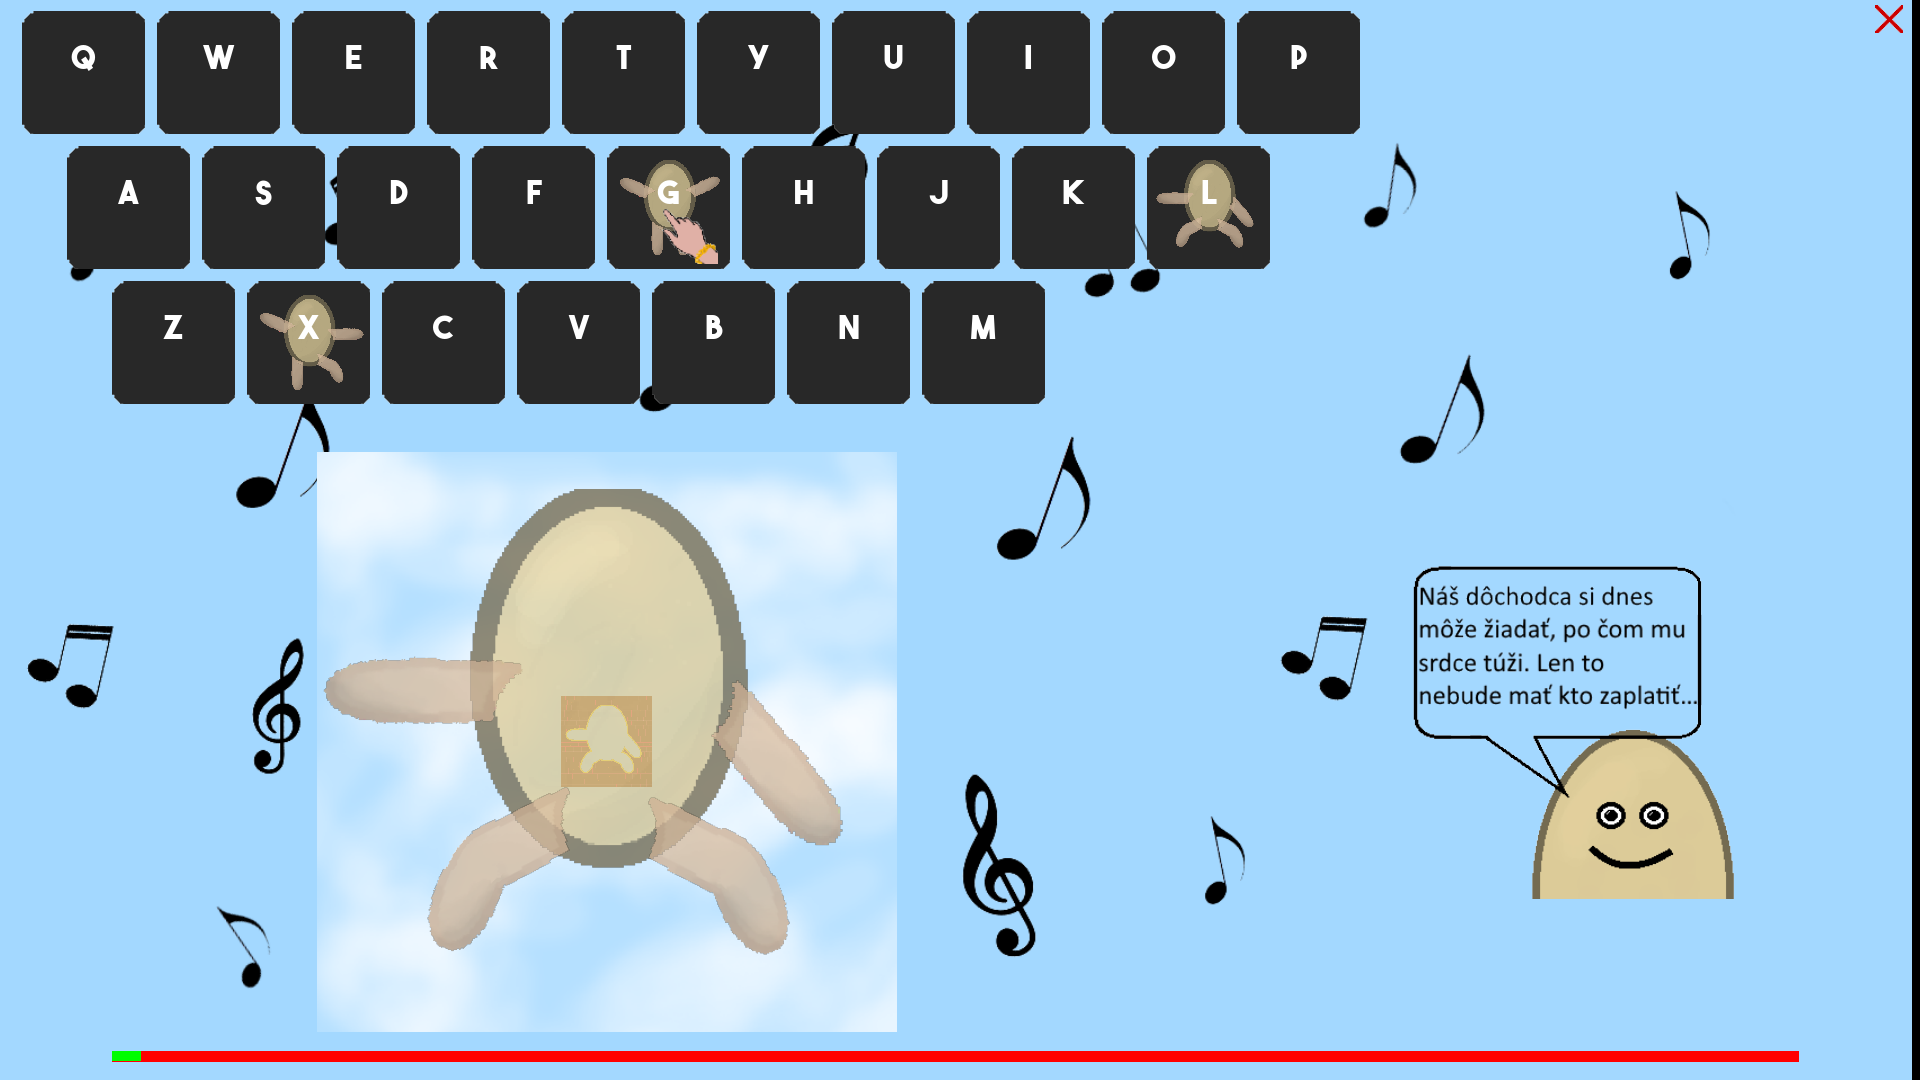 Q W E R T Y U I O P
A S D F G H J K L
Z X C V B N M
Náš dôchodca si dnes
môže žiadať, po čom mu
srdce túži. Len to
nebude mať kto zaplatiť...